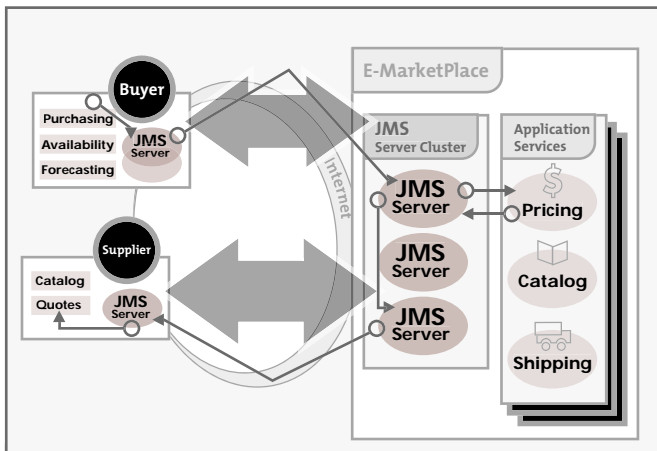 Buyer
Purchasing
Availability
Forecasting
JMS
Server
Supplier
Catalog
Quotes
JMS
Server
Internet
E-MarketPlace
JMS
Server Cluster
JMS
Server
JMS
Server
JMS
Server
Application
Services
$
Pricing
Catalog
Shipping